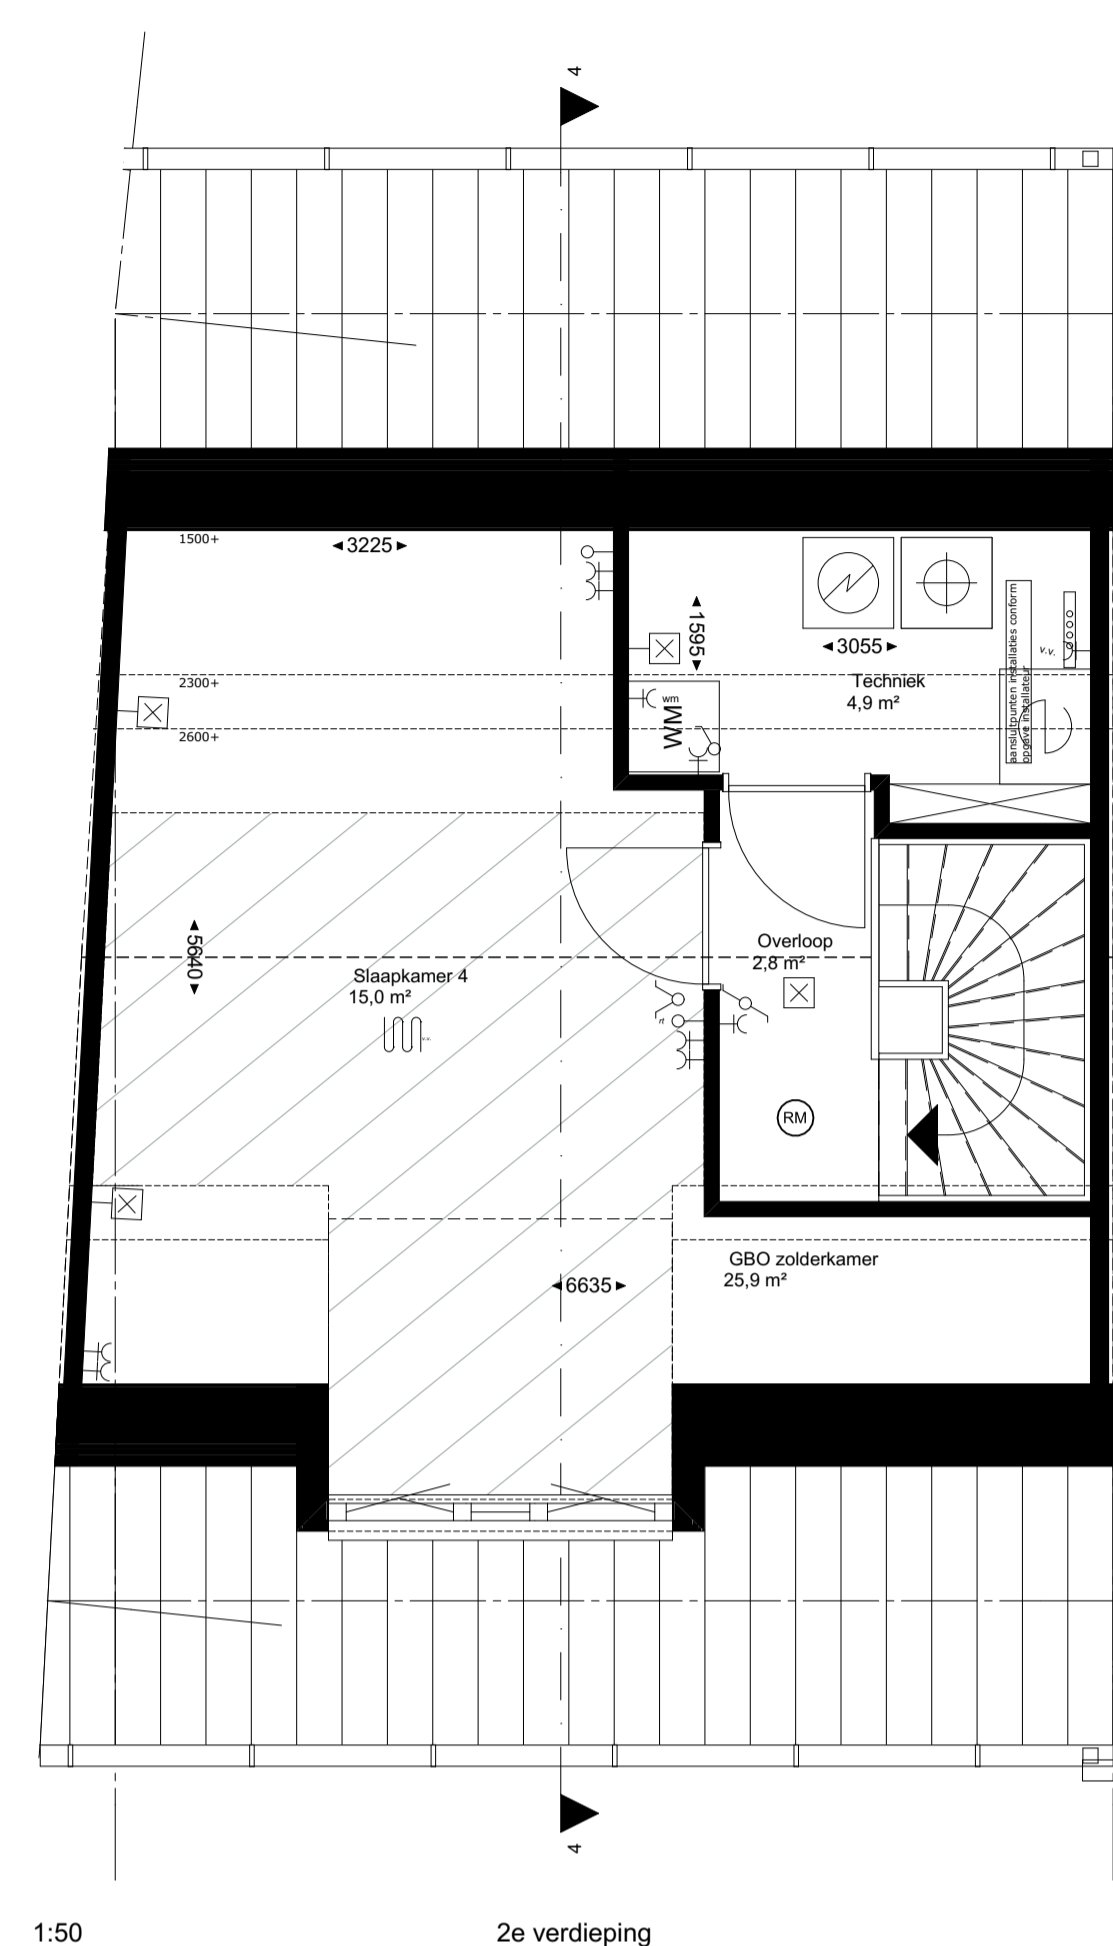 4
1500+
3225
1595
3055
aansluitpunten installaties conform
opgave installateur
v.v.
2300+
Techniek
4,9 m²
wm
WM
2600+
5640
Overloop
2,8 m²
Slaapkamer 4
15,0 m²
rt
v.v.
RM
GBO zolderkamer
25,9 m²
6635
4
1:50
2e verdieping